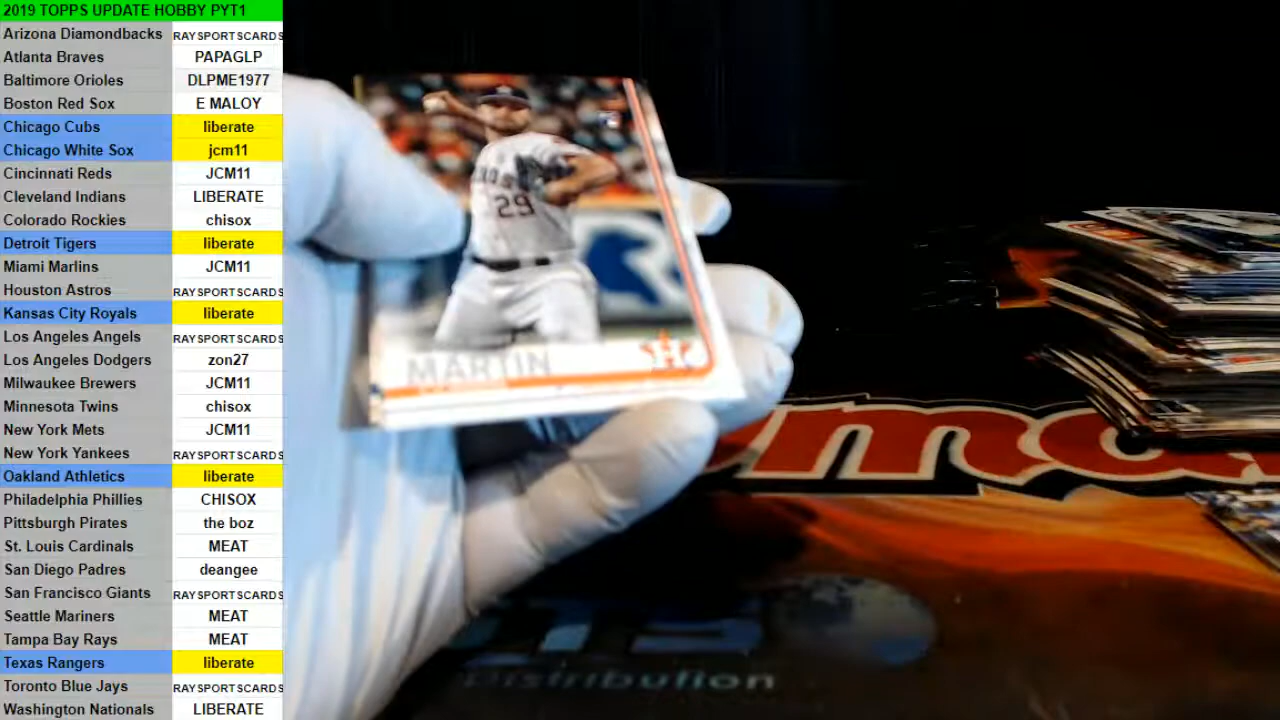 2019 TOPPS UPDATE HOBBY PYT1
Arizona Diamondbacks RAYSPORTSCARDS
Atlanta Braves PAPAGLP
Baltimore Orioles DLPME1977
Boston Red Sox E MALOY
Chicago Cubs liberate
Chicago White Sox jcm11
Cincinnati Reds JCM11
Cleveland Indians LIBERATE
Colorado Rockies chisox
Detroit Tigers liberate
Miami Marlins JCM11
Houston Astros RAYSPORTSCARDS
Kansas City Royals liberate
Los Angeles Angels RAYSPORTSCARDS
Los Angeles Dodgers zon27
Milwaukee Brewers JCM11
Minnesota Twins chisox
New York Mets JCM11
New York Yankees RAYSPORTSCARDS
Oakland Athletics liberate
Philadelphia Phillies CHISOX
Pittsburgh Pirates the boz
St. Louis Cardinals MEAT
San Diego Padres deangee
San Francisco Giants RAYSPORTSCARDS
Seattle Mariners MEAT
Tampa Bay Rays MEAT
Texas Rangers liberate
Toronto Blue Jays RAYSPORTSCARDS
Washington Nationals LIBERATE
29
MARTIN
H
Distribution